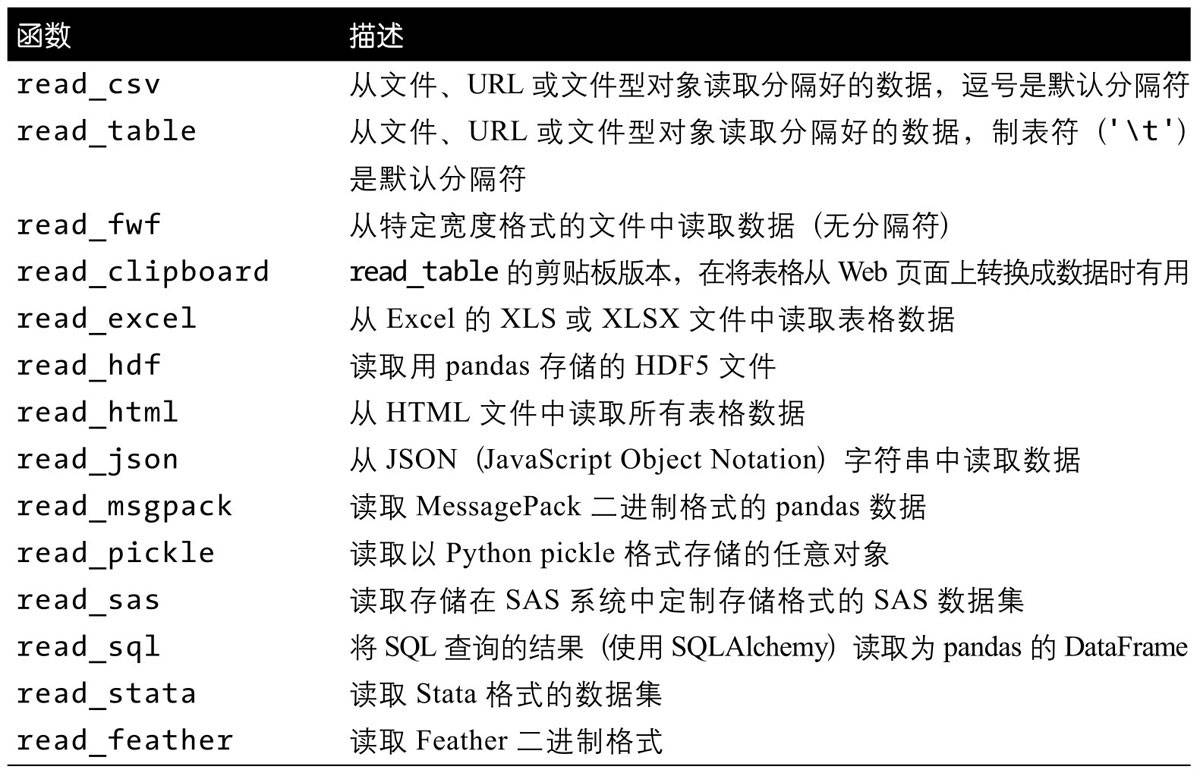 函数 描述
read_csv 从文件、URL 或文件型对象读取分隔好的数据，逗号是默认分隔符
read_table 从文件、URL 或文件型对象读取分隔好的数据，制表符（'\t'）
是默认分隔符
read_fwf 从特定宽度格式的文件中读取数据（无分隔符）
read_clipboard read_table 的剪贴板版本，在将表格从 Web 页面上转换成数据时有用
read_excel 从 Excel 的 XLS 或 XLSX 文件中读取表格数据
read_hdf 读取用 pandas 存储的 HDF5 文件
read_html 从 HTML 文件中读取所有表格数据
read_json 从 JSON（JavaScript Object Notation）字符串中读取数据
read_msgpack 读取 MessagePack 二进制格式的 pandas 数据
read_pickle 读取以 Python pickle 格式存储的任意对象
read_sas 读取存储在 SAS 系统中定制存储格式的 SAS 数据集
read_sql 将 SQL 查询的结果（使用 SQLAlchemy）读取为 pandas 的 DataFrame
read_stata 读取 Stata 格式的数据集
read_feather 读取 Feather 二进制格式